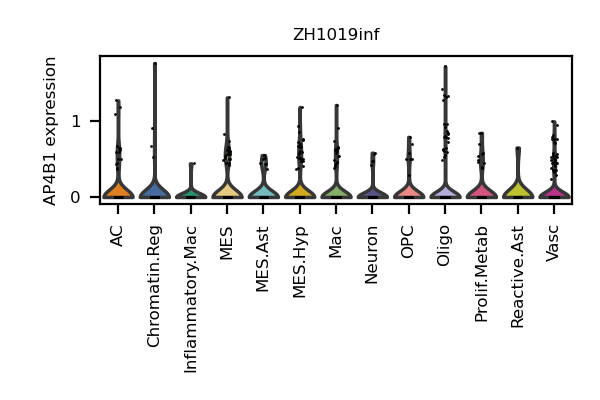 ZH1019inf
AP4B1 expression
1
0
AC
Chromatin.Reg
Inflammatory.Mac
MES
MES.Ast
MES.Hyp
Mac
Neuron
OPC
Oligo
Prolif.Metab
Reactive.Ast
Vasc